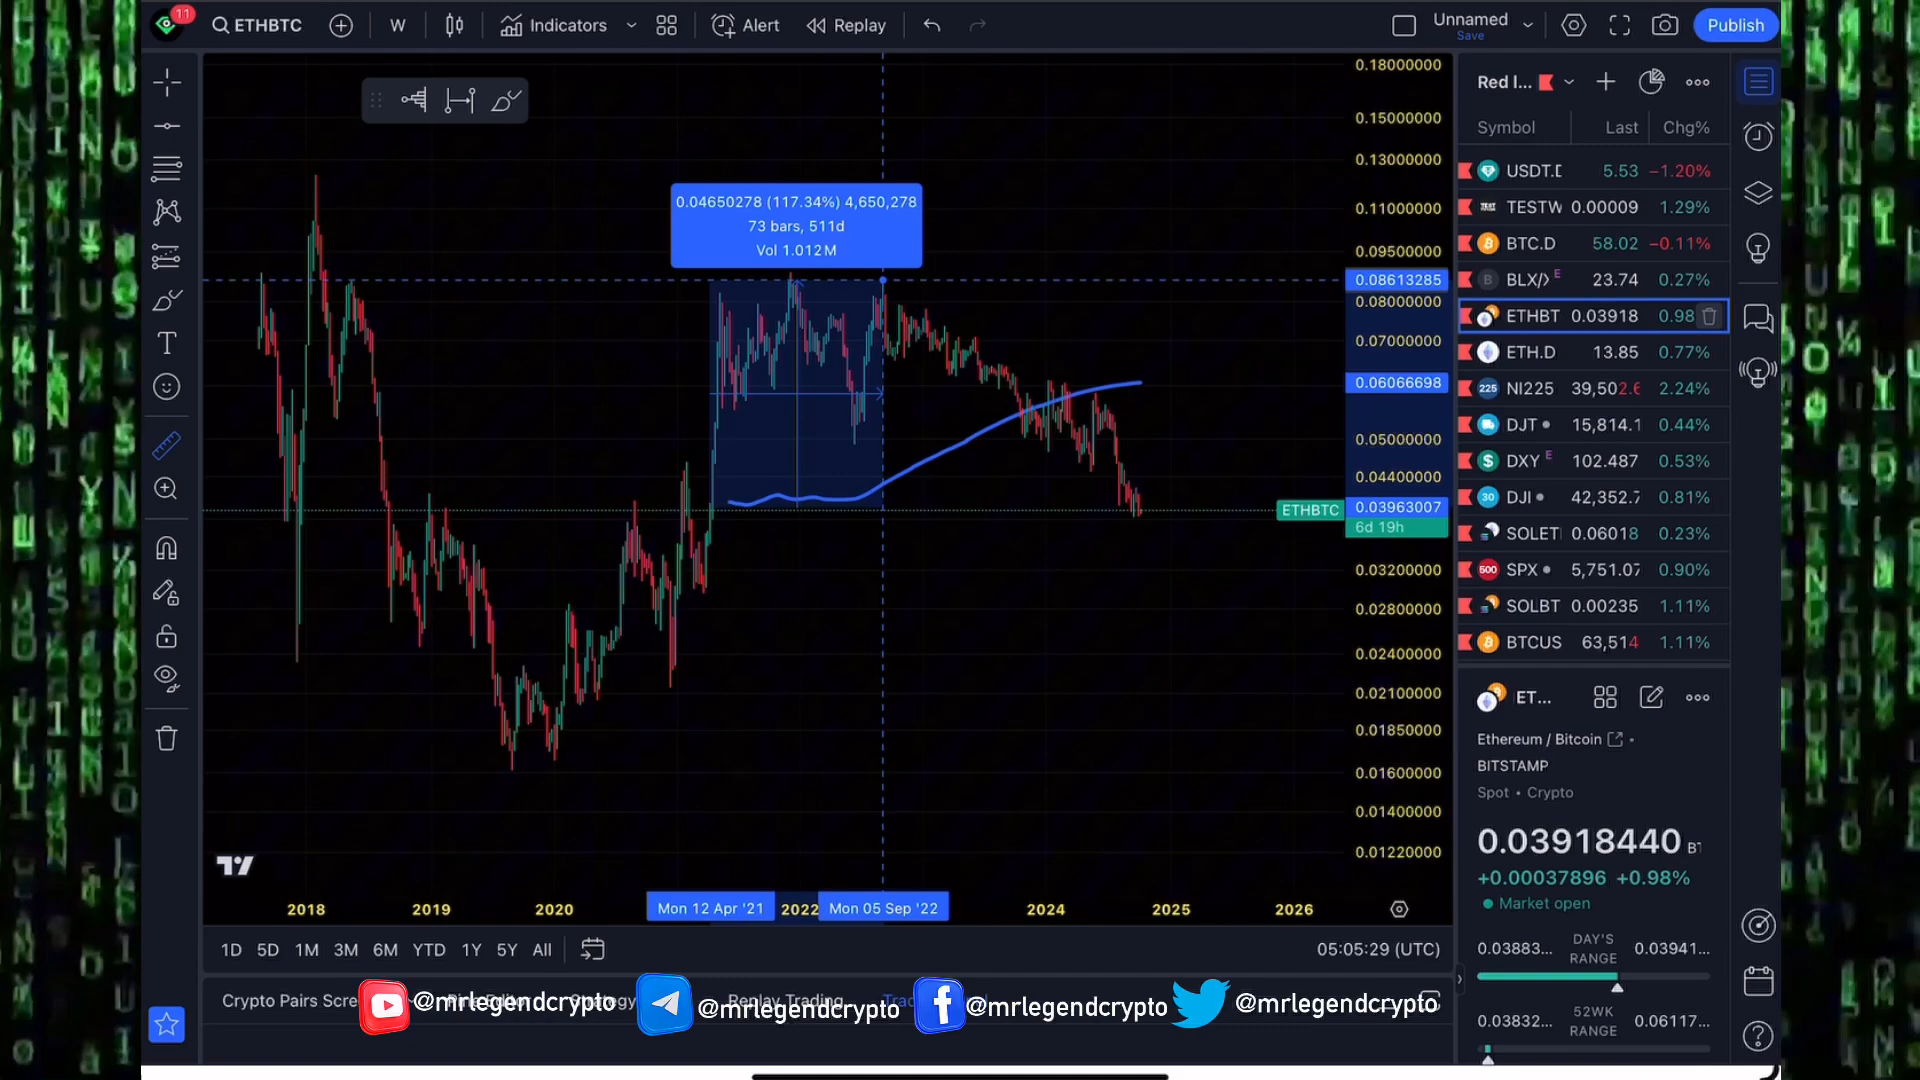 11
ETHBTC
W
Indicators
Alert
Replay
Unnamed
Save
Publish
0.18000000
0.15000000
0.13000000
0.11000000
0.09500000
0.08613285
0.08000000
0.07000000
0.06066698
0.05000000
0.04400000
ETHBTC
0.03963007
6d 19h
0.03200000
0.02800000
0.02400000
0.02100000
0.01850000
0.01600000
0.01400000
0.01220000
0.04650278 (117.34%) 4,650,278
73 bars, 511d
Vol 1.012M
2018 2019 2020 Mon 12 Apr '21 2022 Mon 05 Sep '22 2024 2025 2026
1D 5D 1M 3M 6M YTD 1Y 5Y All
05:05:29 (UTC)
Red l...
Symbol Last Chg%
USDT.D 5.53 −1.20%
TESTW 0.00009 1.29%
BTC.D 58.02 −0.11%
BLX/X E 23.74 0.27%
ETHBT 0.03918 0.98
ETH.D 13.85 0.77%
225 NI225 39,502.6 2.24%
DJT 15,814.1 0.44%
DXY E 102.487 0.53%
30 DJI 42,352.7 0.81%
SOLET 0.06018 0.23%
500 SPX 5,751.07 0.90%
SOLBT 0.00235 1.11%
BTCUS 63,514 1.11%
ET...
Ethereum / Bitcoin
BITSTAMP
Spot • Crypto
0.03918440
+0.00037896 +0.98%
Market open
0.03883... DAY'S RANGE 0.03941...
0.03832... 52WK RANGE 0.06117...
Crypto Pairs Scre
Strategy
Replay Trading
@mrlegendcrypto
@mrlegendcrypto
@mrlegendcrypto
@mrlegendcrypto